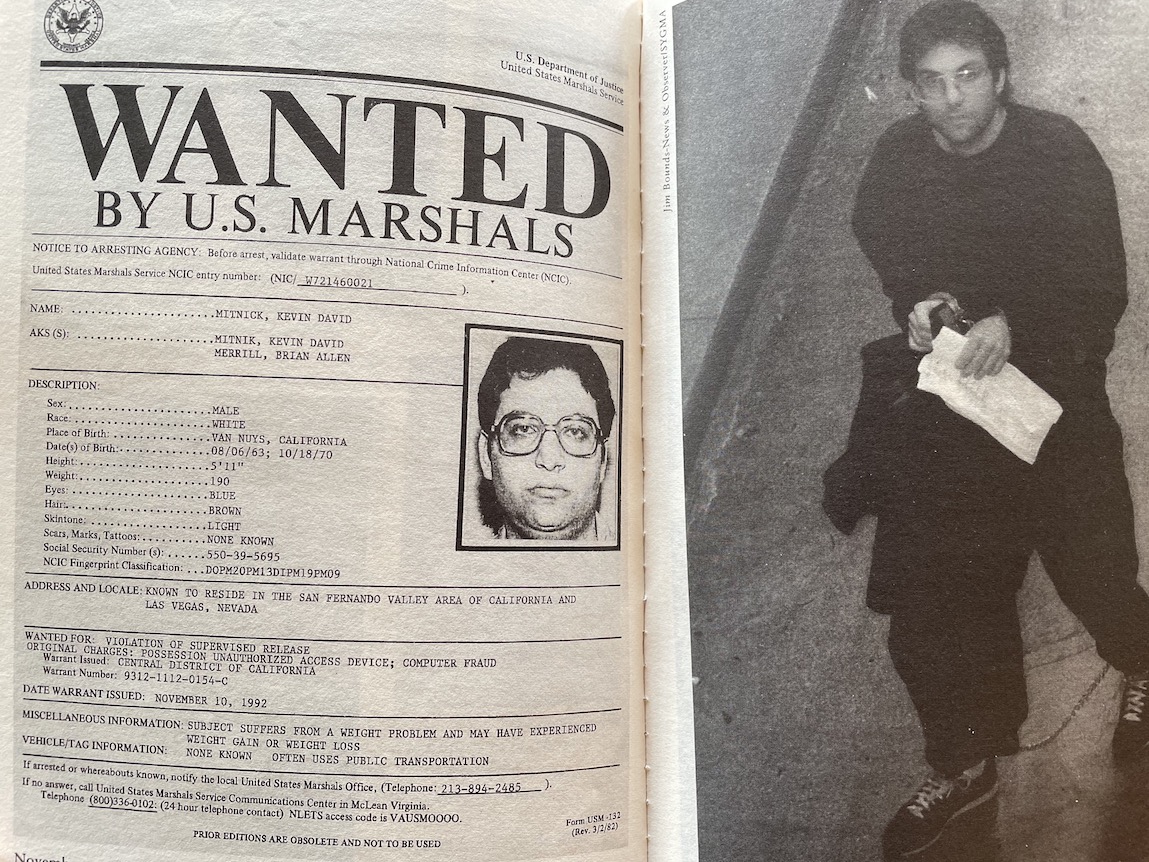 U.S. Department of Justice
United States Marshals Service
WANTED
BY U.S. MARSHALS
NOTICE TO ARRESTING AGENCY: Before arrest, validate warrant through National Crime Information Center (NCIC).
United States Marshals Service NCIC entry number: (NIC/ W721460021 ).
NAME: ......................MITNICK, KEVIN DAVID
AKS (S): .....................MITNIK, KEVIN DAVID
MERRILL, BRIAN ALLEN
DESCRIPTION:
Sex:......................MALE
Race:.....................WHITE
Place of Birth: ..............VAN NUYS, CALIFORNIA
Date(s) of Birth:.............08/06/63; 10/18/70
Height:....................5'11"
Weight:...................190
Eyes:.....................BLUE
Hair:.....................BROWN
Skintone: ..................LIGHT
Scars, Marks, Tattoos:..........NONE KNOWN
Social Security Number (s): ......550-39-5695
NCIC Fingerprint Classification: ...DOPM20PM13DIPM19PM09
ADDRESS AND LOCALE: KNOWN TO RESIDE IN THE SAN FERNANDO VALLEY AREA OF CALIFORNIA AND
LAS VEGAS, NEVADA
WANTED FOR: VIOLATION OF SUPERVISED RELEASE
ORIGINAL CHARGES: POSSESSION UNAUTHORIZED ACCESS DEVICE; COMPUTER FRAUD
Warrant Issued: CENTRAL DISTRICT OF CALIFORNIA
Warrant Number: 9312-1112-0154-C
DATE WARRANT ISSUED: NOVEMBER 10, 1992
MISCELLANEOUS INFORMATION: SUBJECT SUFFERS FROM A WEIGHT PROBLEM AND MAY HAVE EXPERIENCED
WEIGHT GAIN OR WEIGHT LOSS
VEHICLE/TAG INFORMATION: NONE KNOWN OFTEN USES PUBLIC TRANSPORTATION
If arrested or whereabouts known, notify the local United States Marshals Office, (Telephone: 213-894-2485 ).
If no answer, call United States Marshals Service Communications Center in McLean Virginia.
Telephone (800)336-0102: (24 hour telephone contact) NLETS access code is VAUSMOOOO.
Form USM-132
(Rev. 3/2/82)
PRIOR EDITIONS ARE OBSOLETE AND NOT TO BE USED
Jim Bounds-News & Observer/SYGMA